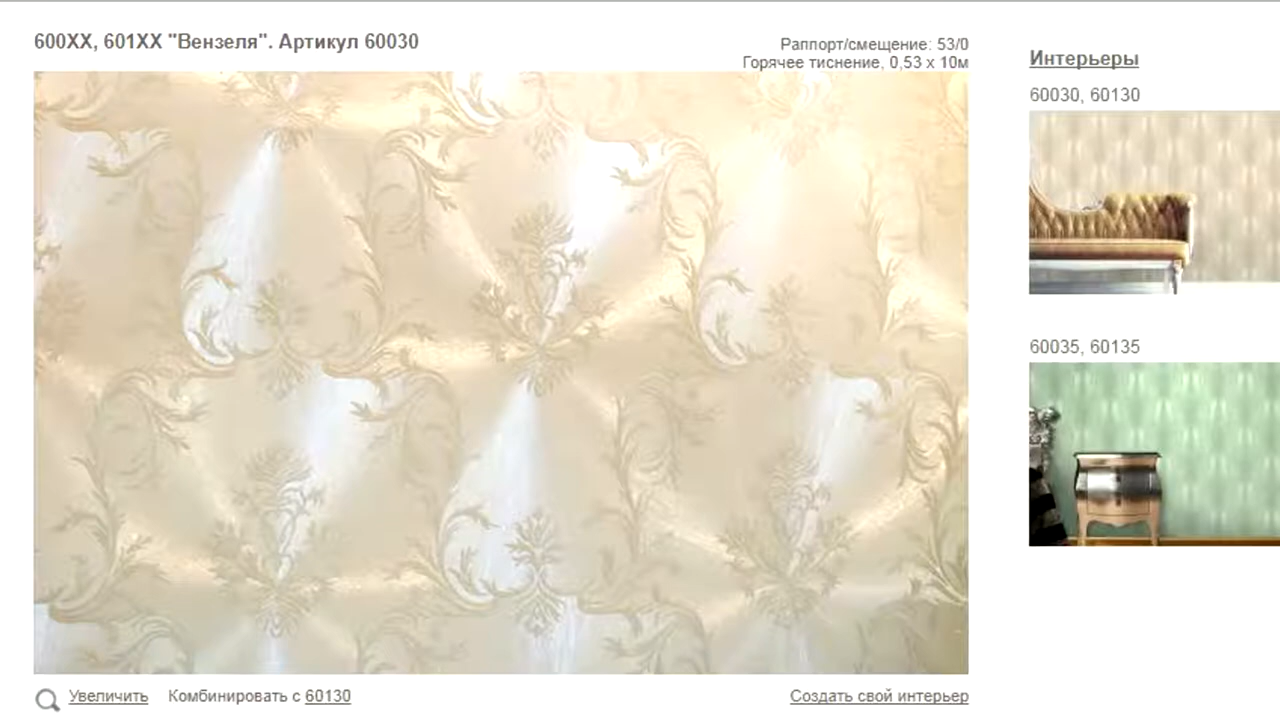 600XX, 601XX "Вензеля". Артикул 60030
Раппорт/смещение: 53/0
Горячее тиснение, 0,53 x 10м
Интерьеры
60030, 60130
60035, 60135
Увеличить Комбинировать с 60130
Создать свой интерьер